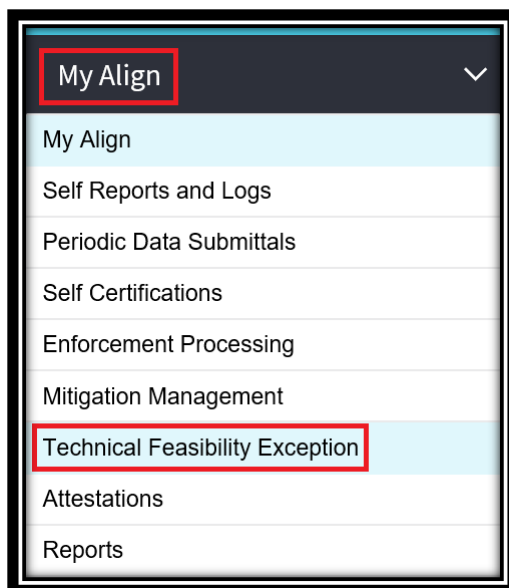 My Align
My Align
Self Reports and Logs
Periodic Data Submittals
Self Certifications
Enforcement Processing
Mitigation Management
Technical Feasibility Exception
Attestations
Reports